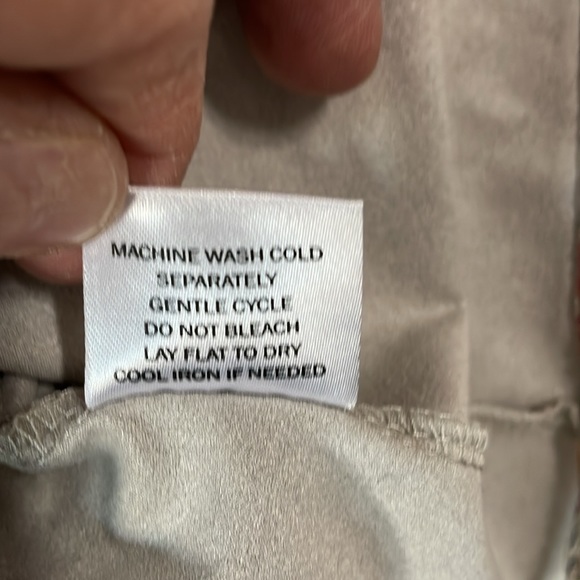 MACHINE WASH COLD
SEPARATELY
GENTLE CYCLE
DO NOT BLEACH
LAY FLAT TO DRY
COOL IRON IF NEEDED